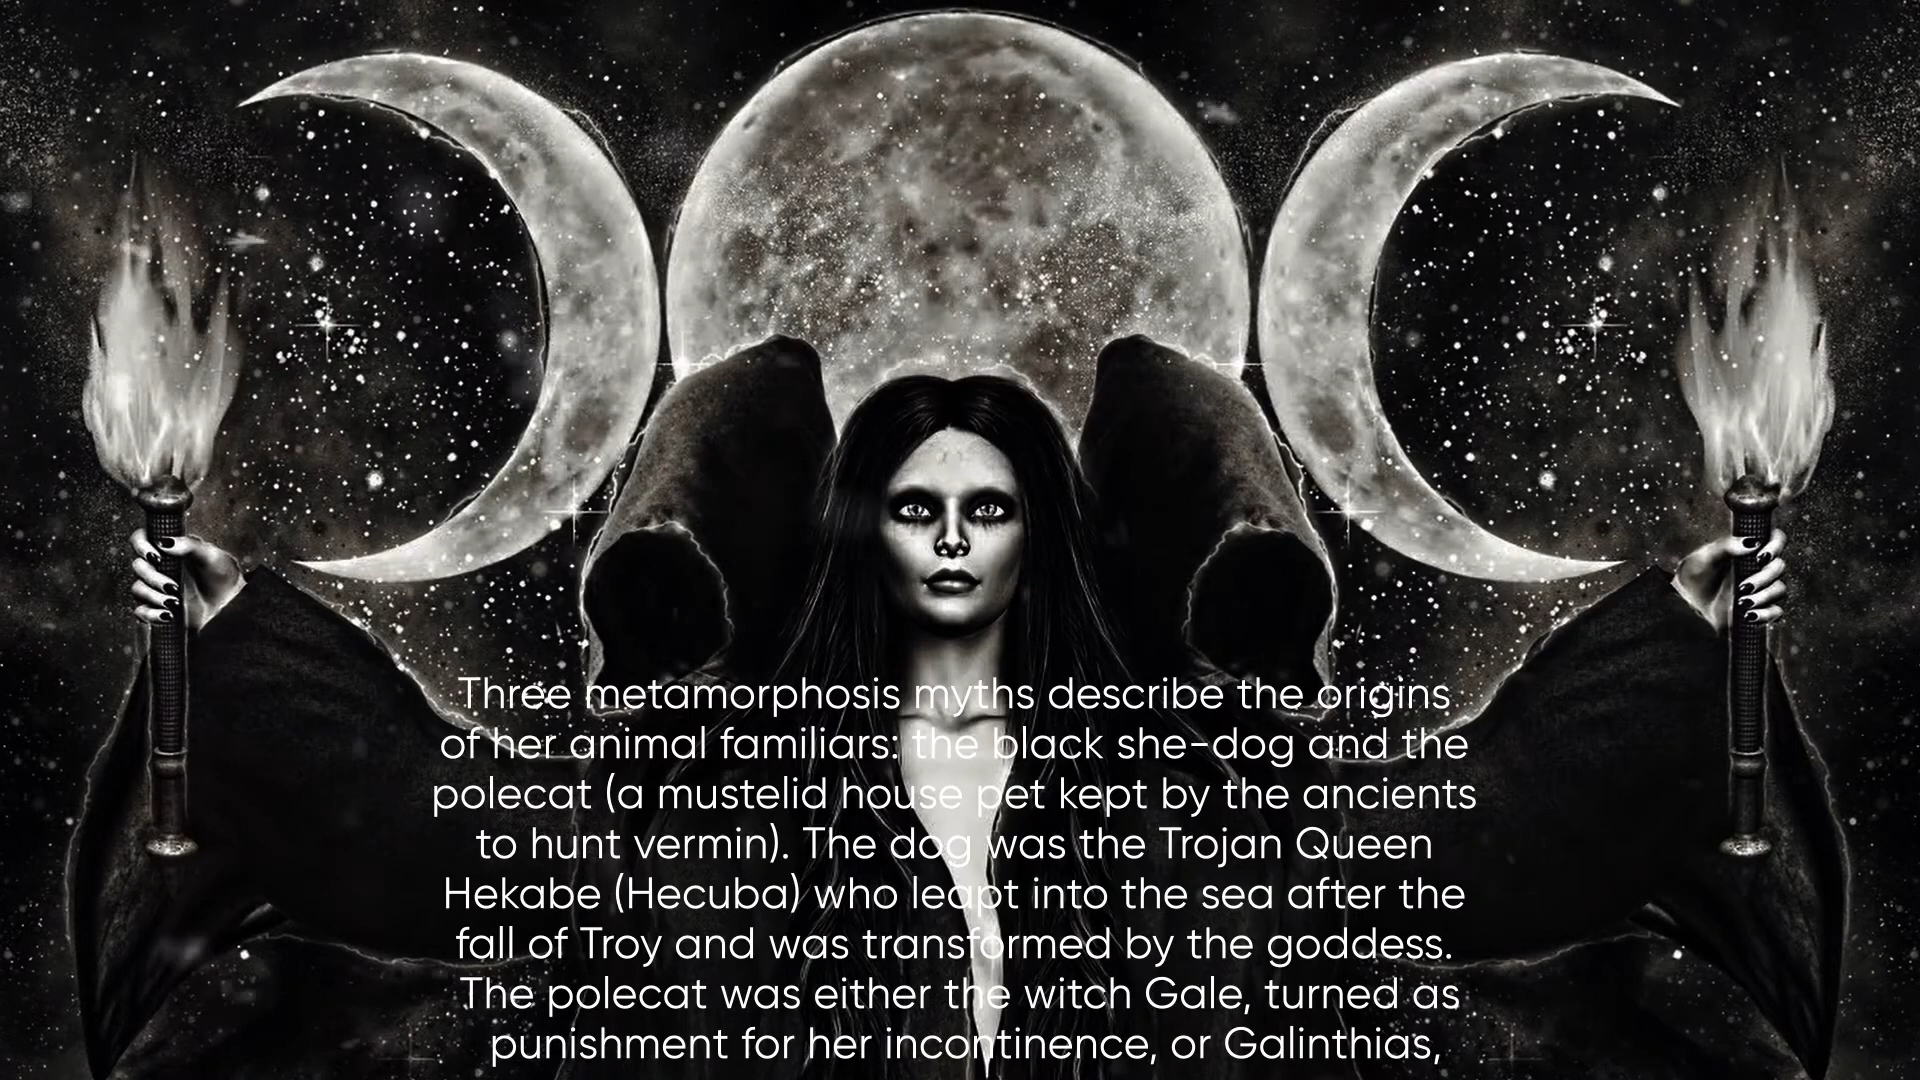 Three metamorphosis myths describe the origins
of her animal familiars: the black she-dog and the
polecat (a mustelid house pet kept by the ancients
to hunt vermin). The dog was the Trojan Queen
Hekabe (Hecuba) who leapt into the sea after the
fall of Troy and was transformed by the goddess.
The polecat was either the witch Gale, turned as
punishment for her incontinence, or Galinthias,